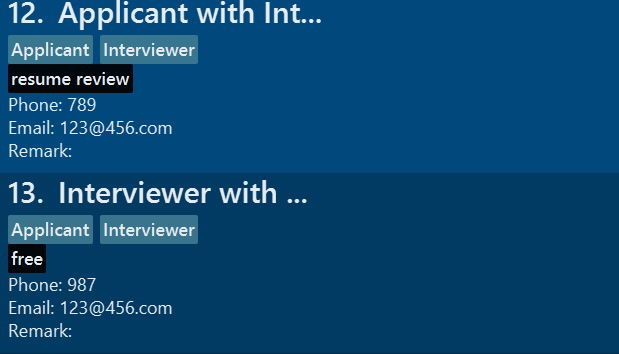 12. Applicant with Int...
Applicant Interviewer
resume review
Phone: 789
Email: 123@456.com
Remark:
13. Interviewer with ...
Applicant Interviewer
free
Phone: 987
Email: 123@456.com
Remark: